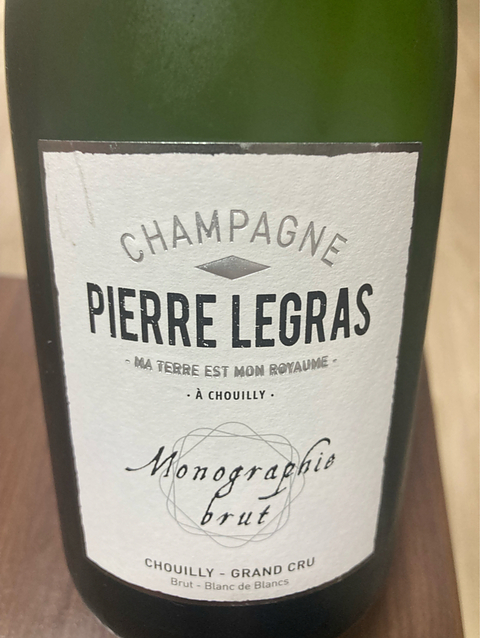 CHAMPAGNE
PIERRE LEGRAS
- MA TERRE EST MON ROYAUME -
· À CHOUILLY ·
Monographie
brut
CHOUILLY - GRAND CRU
Brut - Blanc de Blancs